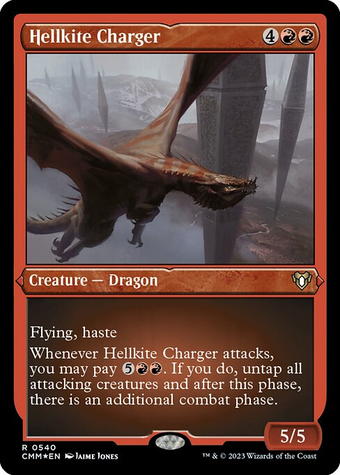 Hellkite Charger 4
Creature — Dragon
Flying, haste
Whenever Hellkite Charger attacks,
you may pay 5. If you do, untap all
attacking creatures and after this phase,
there is an additional combat phase.
5/5
R 0540
CMM★EN Jaime Jones
™ & © 2023 Wizards of the Coast